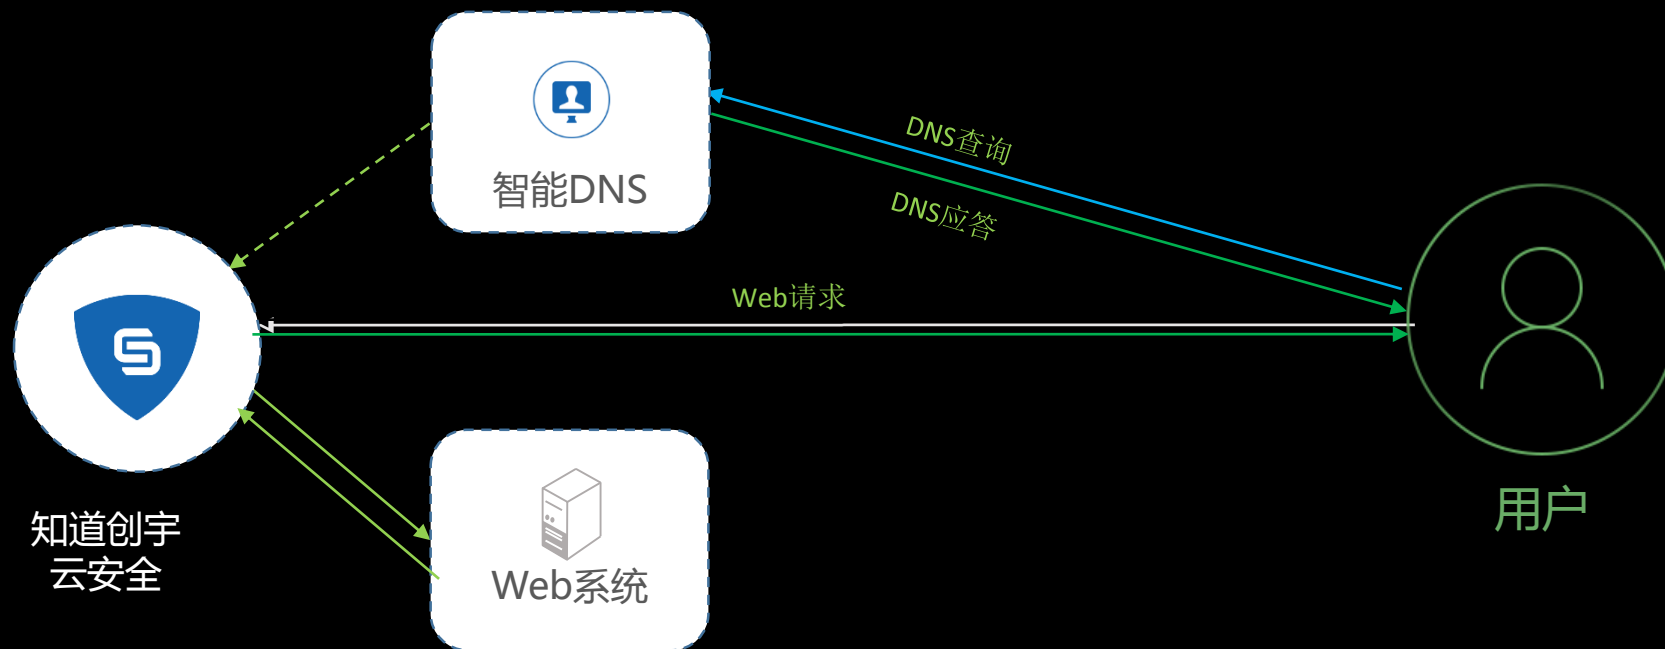 智能DNS
DNS查询
DNS应答
Web请求
知道创宇
云安全
Web系统
用户